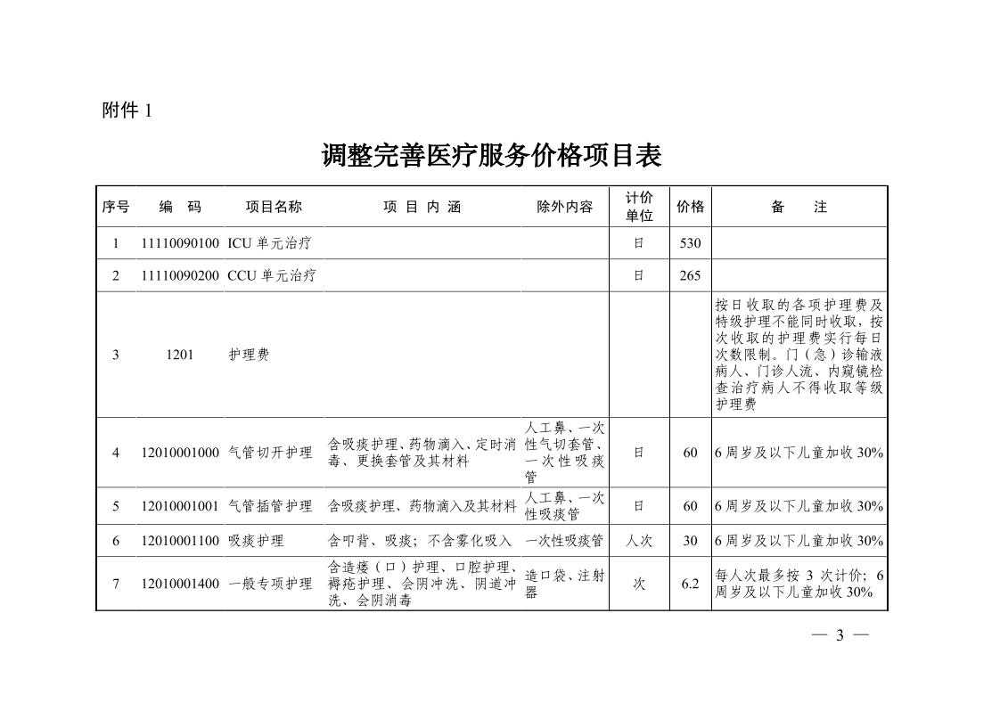 附件 1
调整完善医疗服务价格项目表
序号 编 码 项目名称 项 目 内 涵 除外内容 计价单位 价格 备 注
1 11110090100 ICU 单元治疗 日 530
2 11110090200 CCU 单元治疗 日 265
3 1201 护理费
按日收取的各项护理费及
特级护理不能同时收取，按
次收取的护理费实行每日
次数限制。门（急）诊输液
病人、门诊人流、内窥镜检
查治疗病人不得收取等级
护理费
4 12010001000 气管切开护理
含吸痰护理、药物滴入、定时消
毒、更换套管及其材料
人工鼻、一次
性气切套管、
一次性吸痰
管
日 60 6 周岁及以下儿童加收 30%
5 12010001001 气管插管护理 含吸痰护理、药物滴入及其材料
人工鼻、一次
性吸痰管
日 60 6 周岁及以下儿童加收 30%
6 12010001100 吸痰护理 含叩背、吸痰；不含雾化吸入 一次性吸痰管 人次 30 6 周岁及以下儿童加收 30%
7 12010001400 一般专项护理
含造瘘（口）护理、口腔护理、
褥疮护理、会阴冲洗、阴道冲
洗、会阴消毒
造口袋、注射
器
次 6.2
每人次最多按 3 次计价；6
周岁及以下儿童加收 30%
— 3 —